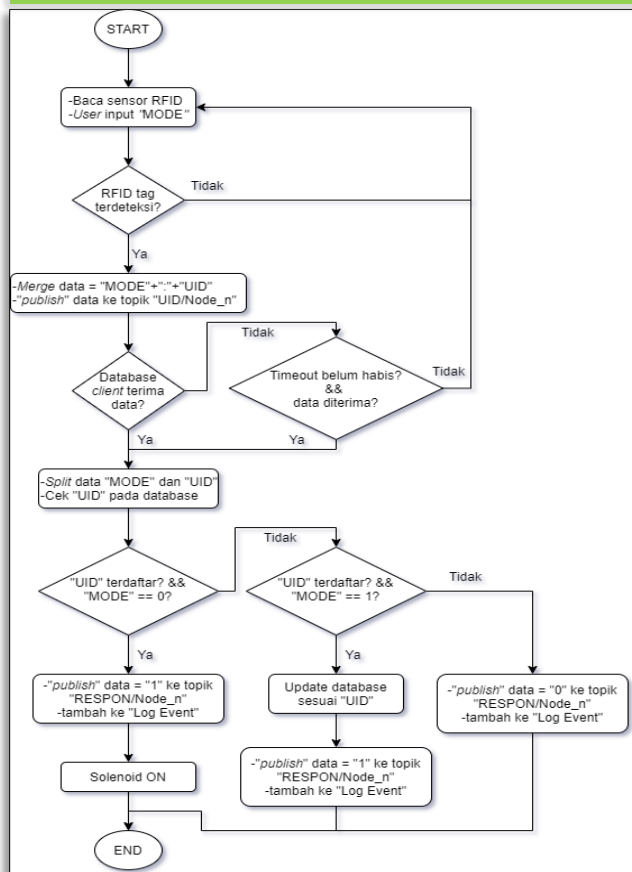 START
-Baca sensor RFID
-User input "MODE"
RFID tag
terdeteksi?
Tidak
Ya
-Merge data = "MODE"+":"+"UID"
-"publish" data ke topik "UID/Node_n"
Tidak
Database
client terima
data?
Timeout belum habis?
&&
data diterima?
Tidak
Ya
Ya
-Split data "MODE" dan "UID"
-Cek "UID" pada database
Tidak
"UID" terdaftar? &&
"MODE" == 0?
"UID" terdaftar? &&
"MODE" == 1?
Tidak
Ya
Ya
-"publish" data = "1" ke topik
"RESPON/Node_n"
-tambah ke "Log Event"
Update database
sesuai "UID"
-"publish" data = "0" ke topik
"RESPON/Node_n"
-tambah ke "Log Event"
Solenoid ON
-"publish" data = "1" ke topik
"RESPON/Node_n"
-tambah ke "Log Event"
END